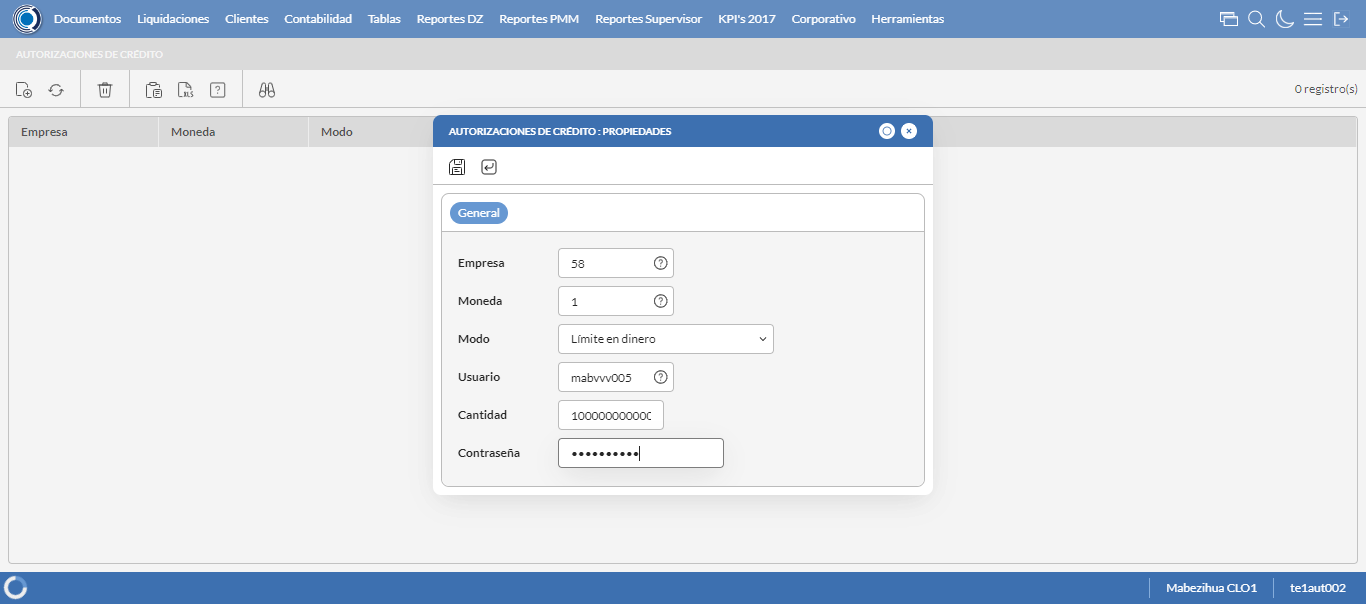 Documentos Liquidaciones Clientes Contabilidad Tablas Reportes DZ Reportes PMM Reportes Supervisor KPI's 2017 Corporativo Herramientas
AUTORIZACIONES DE CRÉDITO
XLS ? 0 registro(s)
Empresa Moneda Modo
AUTORIZACIONES DE CRÉDITO : PROPIEDADES
General
Empresa 58 ?
Moneda 1 ?
Modo Límite en dinero
Usuario mabvvv005 ?
Cantidad 100000000000
Contraseña ••••••••••
Mabezihua CLO1 te1aut002